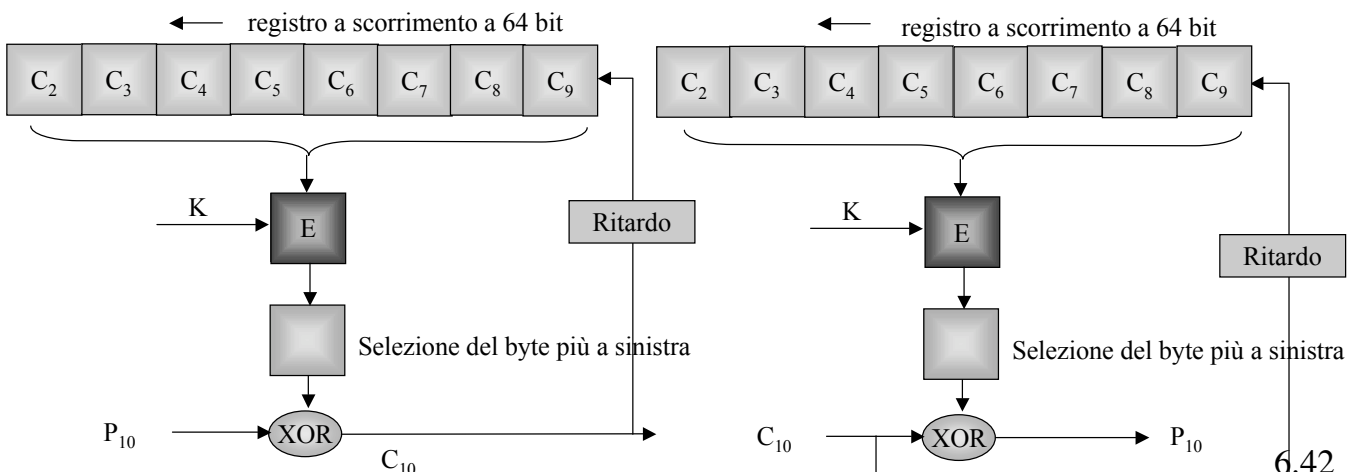 registro a scorrimento a 64 bit
C2 C3 C4 C5 C6 C7 C8 C9
K
E
Ritardo
Selezione del byte più a sinistra
P10
XOR
C10
registro a scorrimento a 64 bit
C2 C3 C4 C5 C6 C7 C8 C9
K
E
Ritardo
Selezione del byte più a sinistra
C10
XOR
P10
6.42